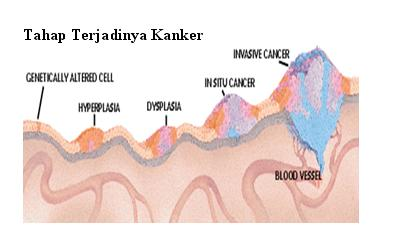 Tahap Terjadinya Kanker
INVASIVE CANCER
GENETICALLY ALTERED CELL
IN SITU CANCER
HYPERPLASIA
DYSPLASIA
BLOOD VESSEL